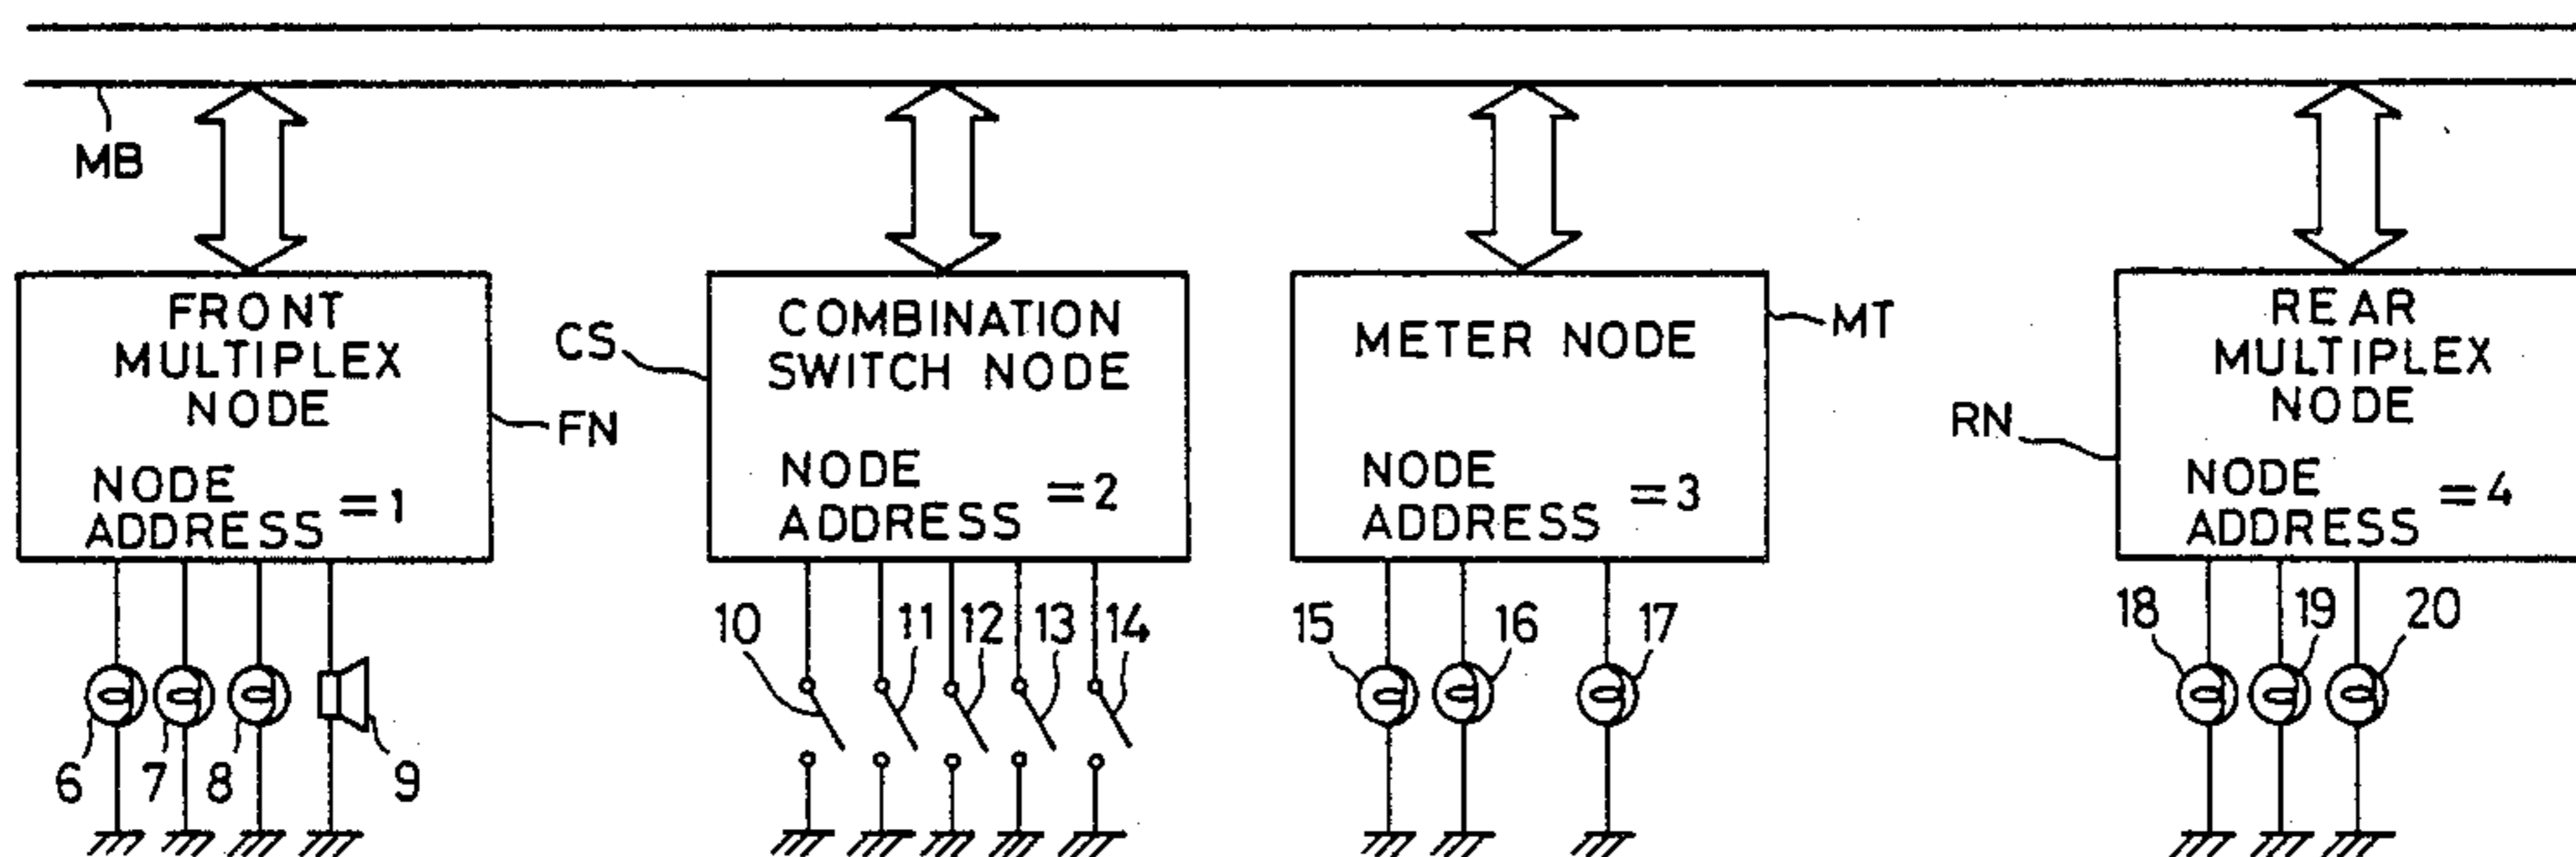 MB
FRONT
MULTIPLEX
NODE
NODE
ADDRESS =1
FN
CS
COMBINATION
SWITCH NODE
NODE
ADDRESS =2
METER NODE
NODE
ADDRESS =3
MT
RN
REAR
MULTIPLEX
NODE
NODE
ADDRESS =4
10 11 12 13 14
15 16 17
18 19 20
6 7 8 9